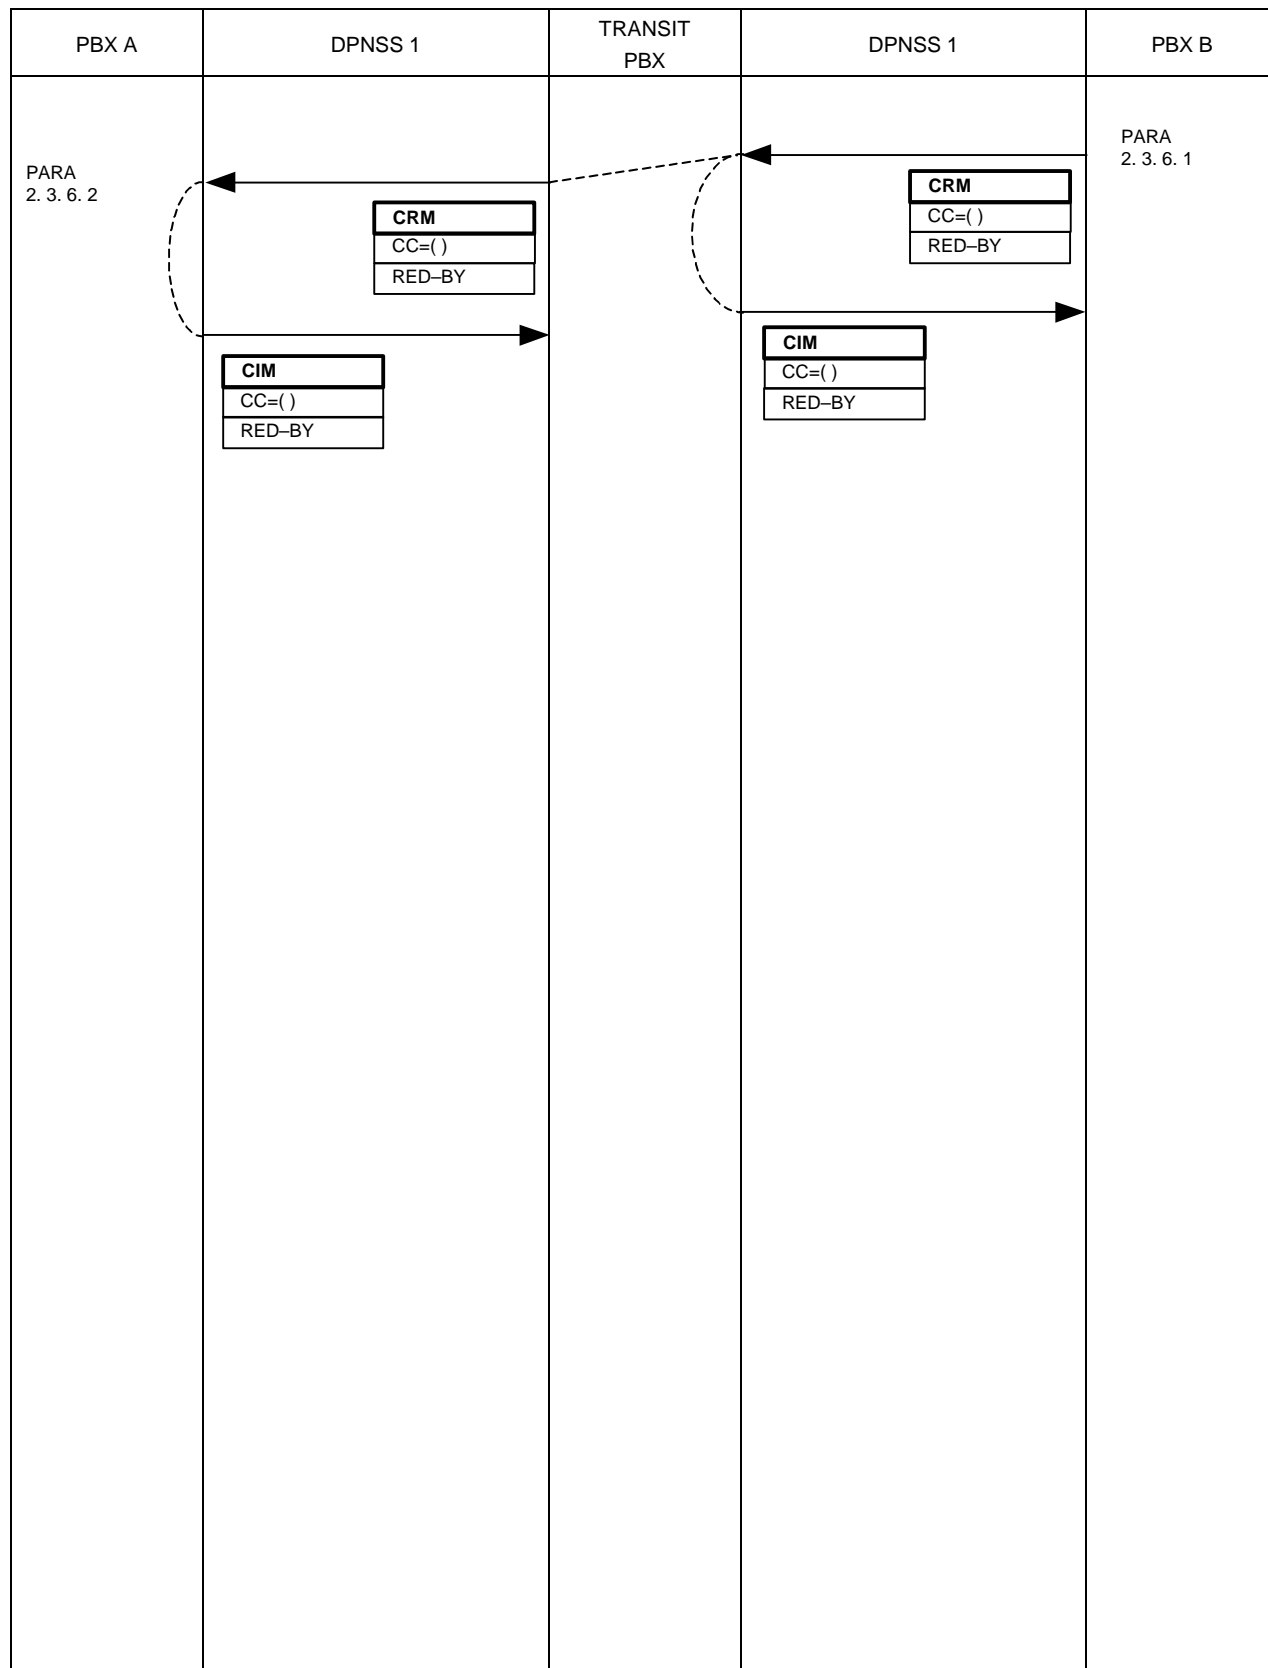 PBX A
DPNSS 1
TRANSIT
PBX
DPNSS 1
PBX B
PARA
2. 3. 6. 1
PARA
2. 3. 6. 2
CRM
CC=( )
RED–BY
CRM
CC=( )
RED–BY
CIM
CC=( )
RED–BY
CIM
CC=( )
RED–BY